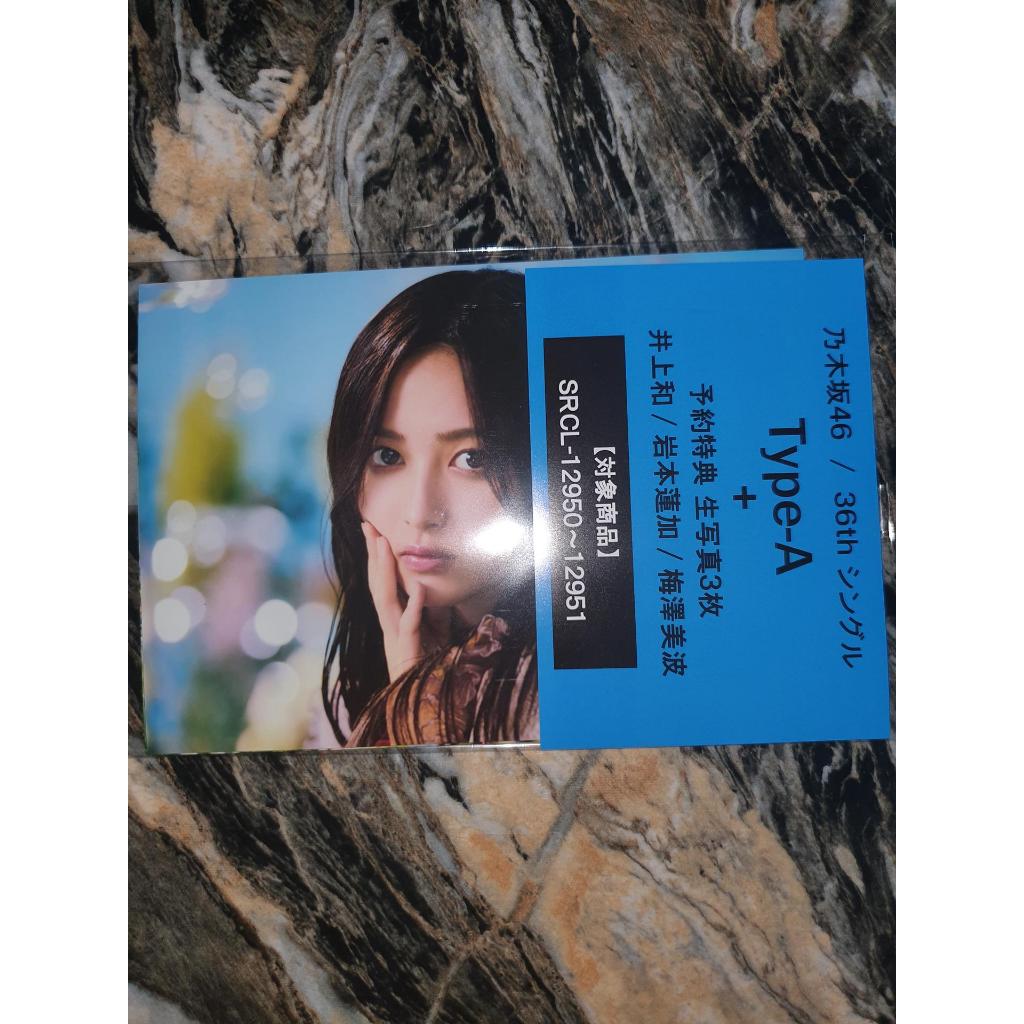 乃木坂46 / 36th シングル
Type-A
+
予約特典 生写真3枚
井上和 / 岩本蓮加 / 梅澤美波
【対象商品】
SRCL-12950～12951